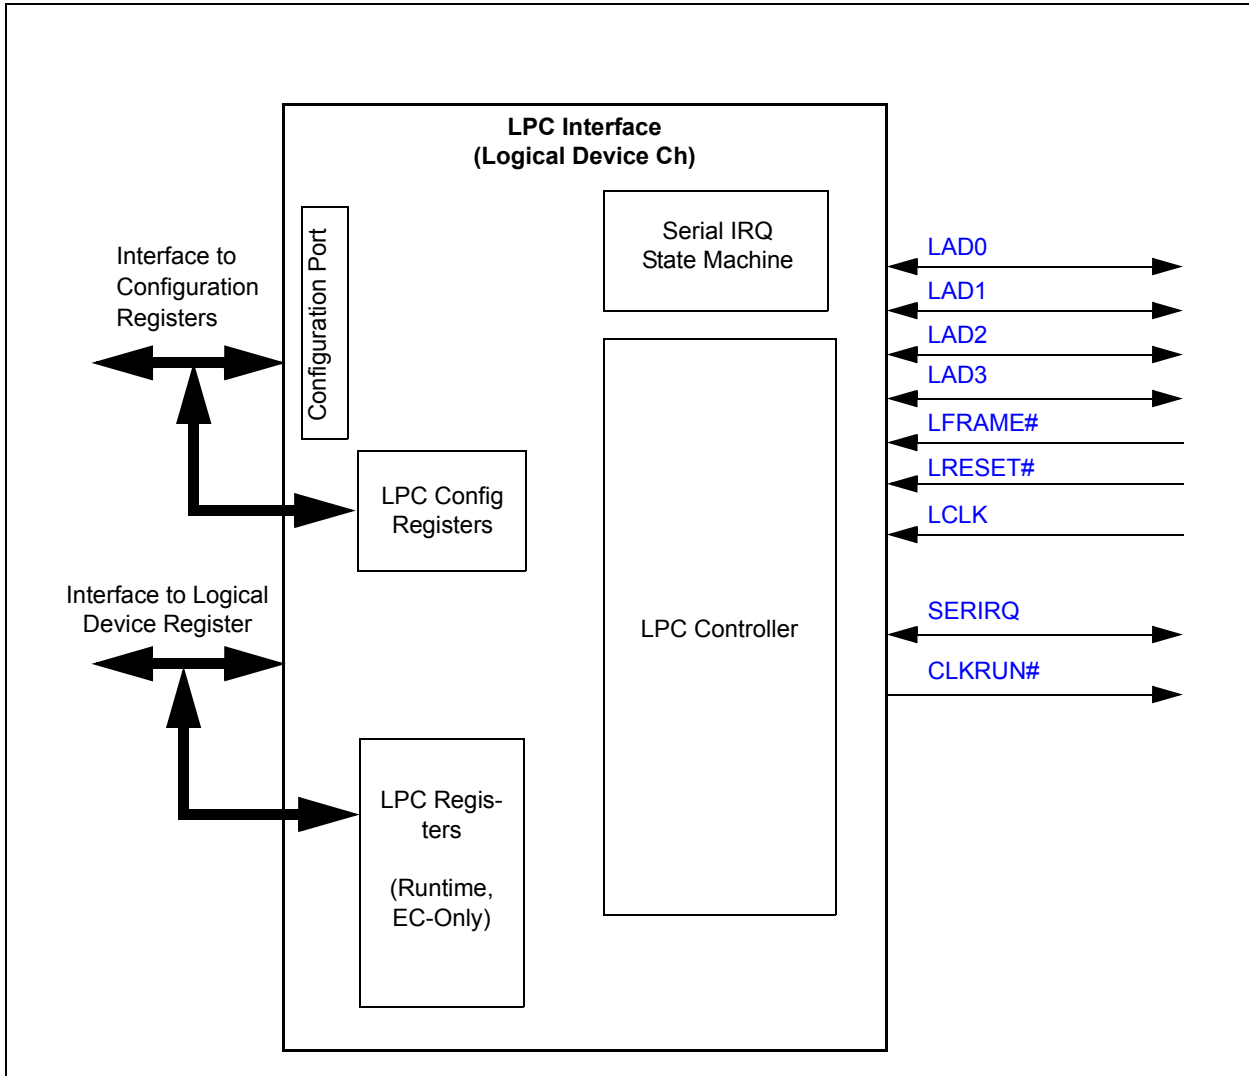 LPC Interface
(Logical Device Ch)
Interface to
Configuration
Registers
Configuration Port
Serial IRQ
State Machine
LPC Config
Registers
Interface to Logical
Device Register
LPC Controller
LPC Regis-
ters
(Runtime,
EC-Only)
LAD0
LAD1
LAD2
LAD3
LFRAME#
LRESET#
LCLK
SERIRQ
CLKRUN#